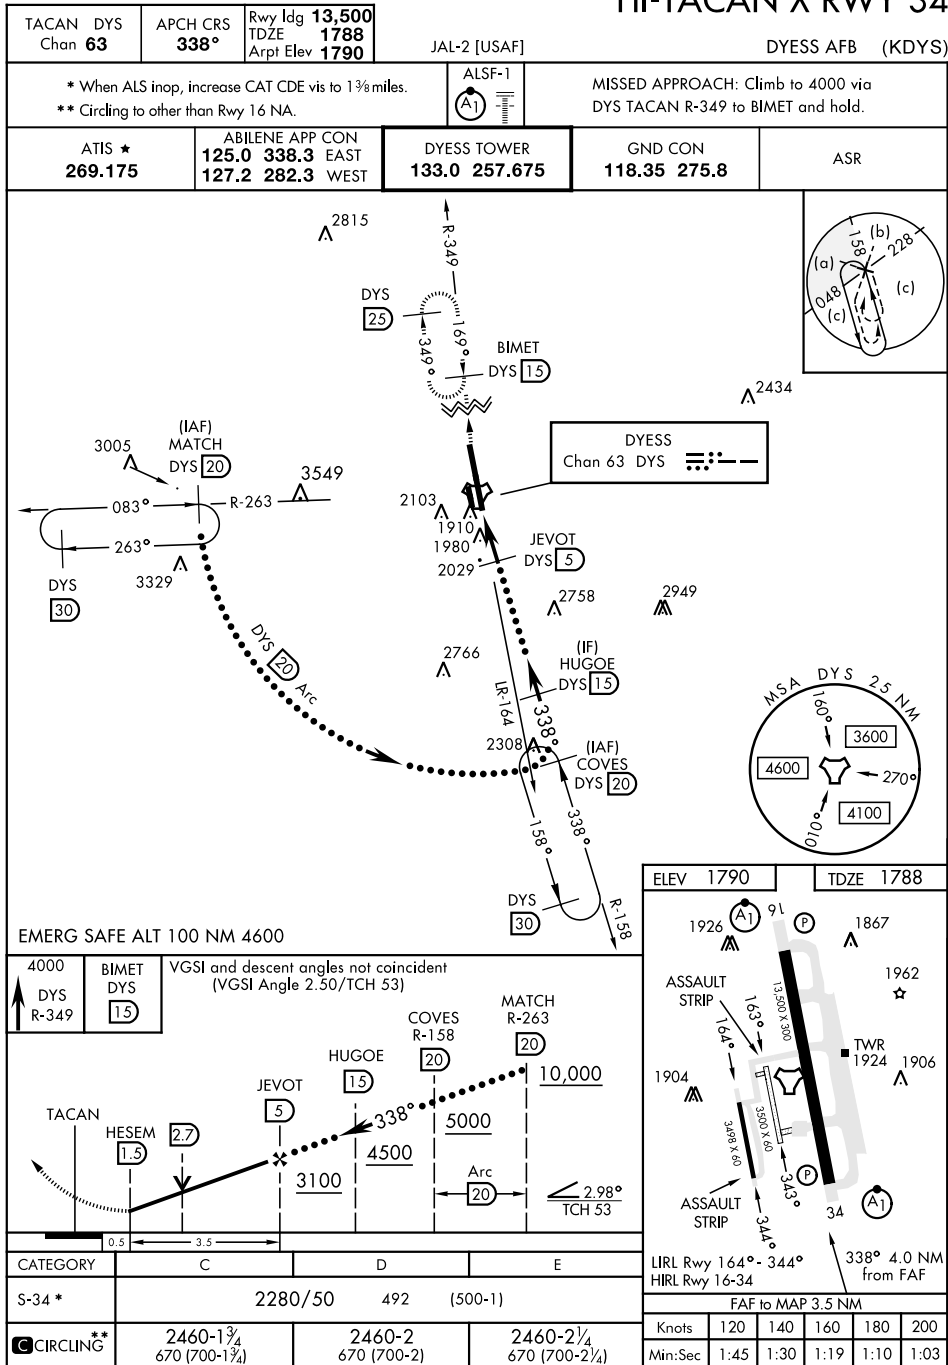 HI-TACAN X RWY 34
TACAN DYS
Chan 63
APCH CRS
338°
Rwy ldg 13,500
TDZE 1788
Arpt Elev 1790
JAL-2 [USAF]
DYESS AFB (KDYS)
* When ALS inop, increase CAT CDE vis to 1 3/8 miles.
** Circling to other than Rwy 16 NA.
ALSF-1
A1
MISSED APPROACH: Climb to 4000 via
DYS TACAN R-349 to BIMET and hold.
ATIS ★
269.175
ABILENE APP CON
125.0 338.3 EAST
127.2 282.3 WEST
DYESS TOWER
133.0 257.675
GND CON
118.35 275.8
ASR
2815
R-349
DYS
25
349°
169°
BIMET
DYS 15
158
(b)
228
(a)
048
(c)
(c)
2434
(IAF)
MATCH
DYS 20
3005
3549
083°
R-263
263°
DYS
30
3329
DYESS
Chan 63 DYS
2103
1910
1980
2029
JEVOT
DYS 5
2758
2949
DYS 20 Arc
2766
(IF)
HUGOE
DYS 15
LR-164
338°
2308
(IAF)
COVES
DYS 20
158°
338°
DYS
30
R-158
MSA DYS 25 NM
160°
3600
4600
270°
4100
010°
EMERG SAFE ALT 100 NM 4600
4000
DYS
R-349
BIMET
DYS
15
VGSI and descent angles not coincident
(VGSI Angle 2.50/TCH 53)
TACAN
HESEM
1.5
2.7
JEVOT
5
HUGOE
15
COVES
R-158
20
MATCH
R-263
20
338°
10,000
5000
4500
3100
Arc
20
2.98°
TCH 53
0.5
3.5
ELEV 1790
TDZE 1788
1926
A1
16
P
1867
ASSAULT
STRIP
1962
164°
163°
13,500 X 300
TWR
1924
1906
1904
3498 X 60
3500 X 60
ASSAULT
STRIP
343°
344°
P
34
A1
LIRL Rwy 164°- 344°
HIRL Rwy 16-34
338° 4.0 NM
from FAF
CATEGORY C D E
S-34 * 2280/50 492 (500-1)
C CIRCLING ** 2460-1¾ 2460-2 2460-2¼
670 (700-1¾) 670 (700-2) 670 (700-2¼)
FAF to MAP 3.5 NM
Knots 120 140 160 180 200
Min:Sec 1:45 1:30 1:19 1:10 1:03